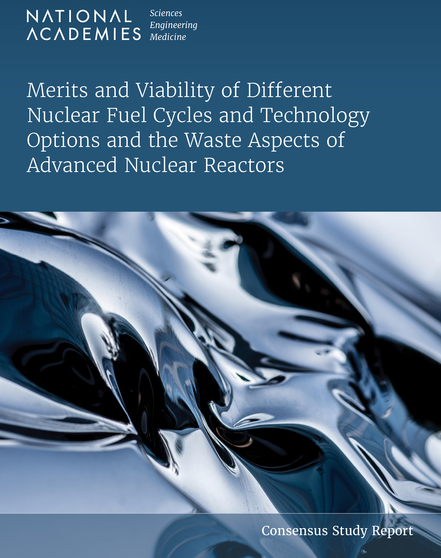 NATIONAL
ACADEMIES
Sciences
Engineering
Medicine
Merits and Viability of Different
Nuclear Fuel Cycles and Technology
Options and the Waste Aspects of
Advanced Nuclear Reactors
Consensus Study Report